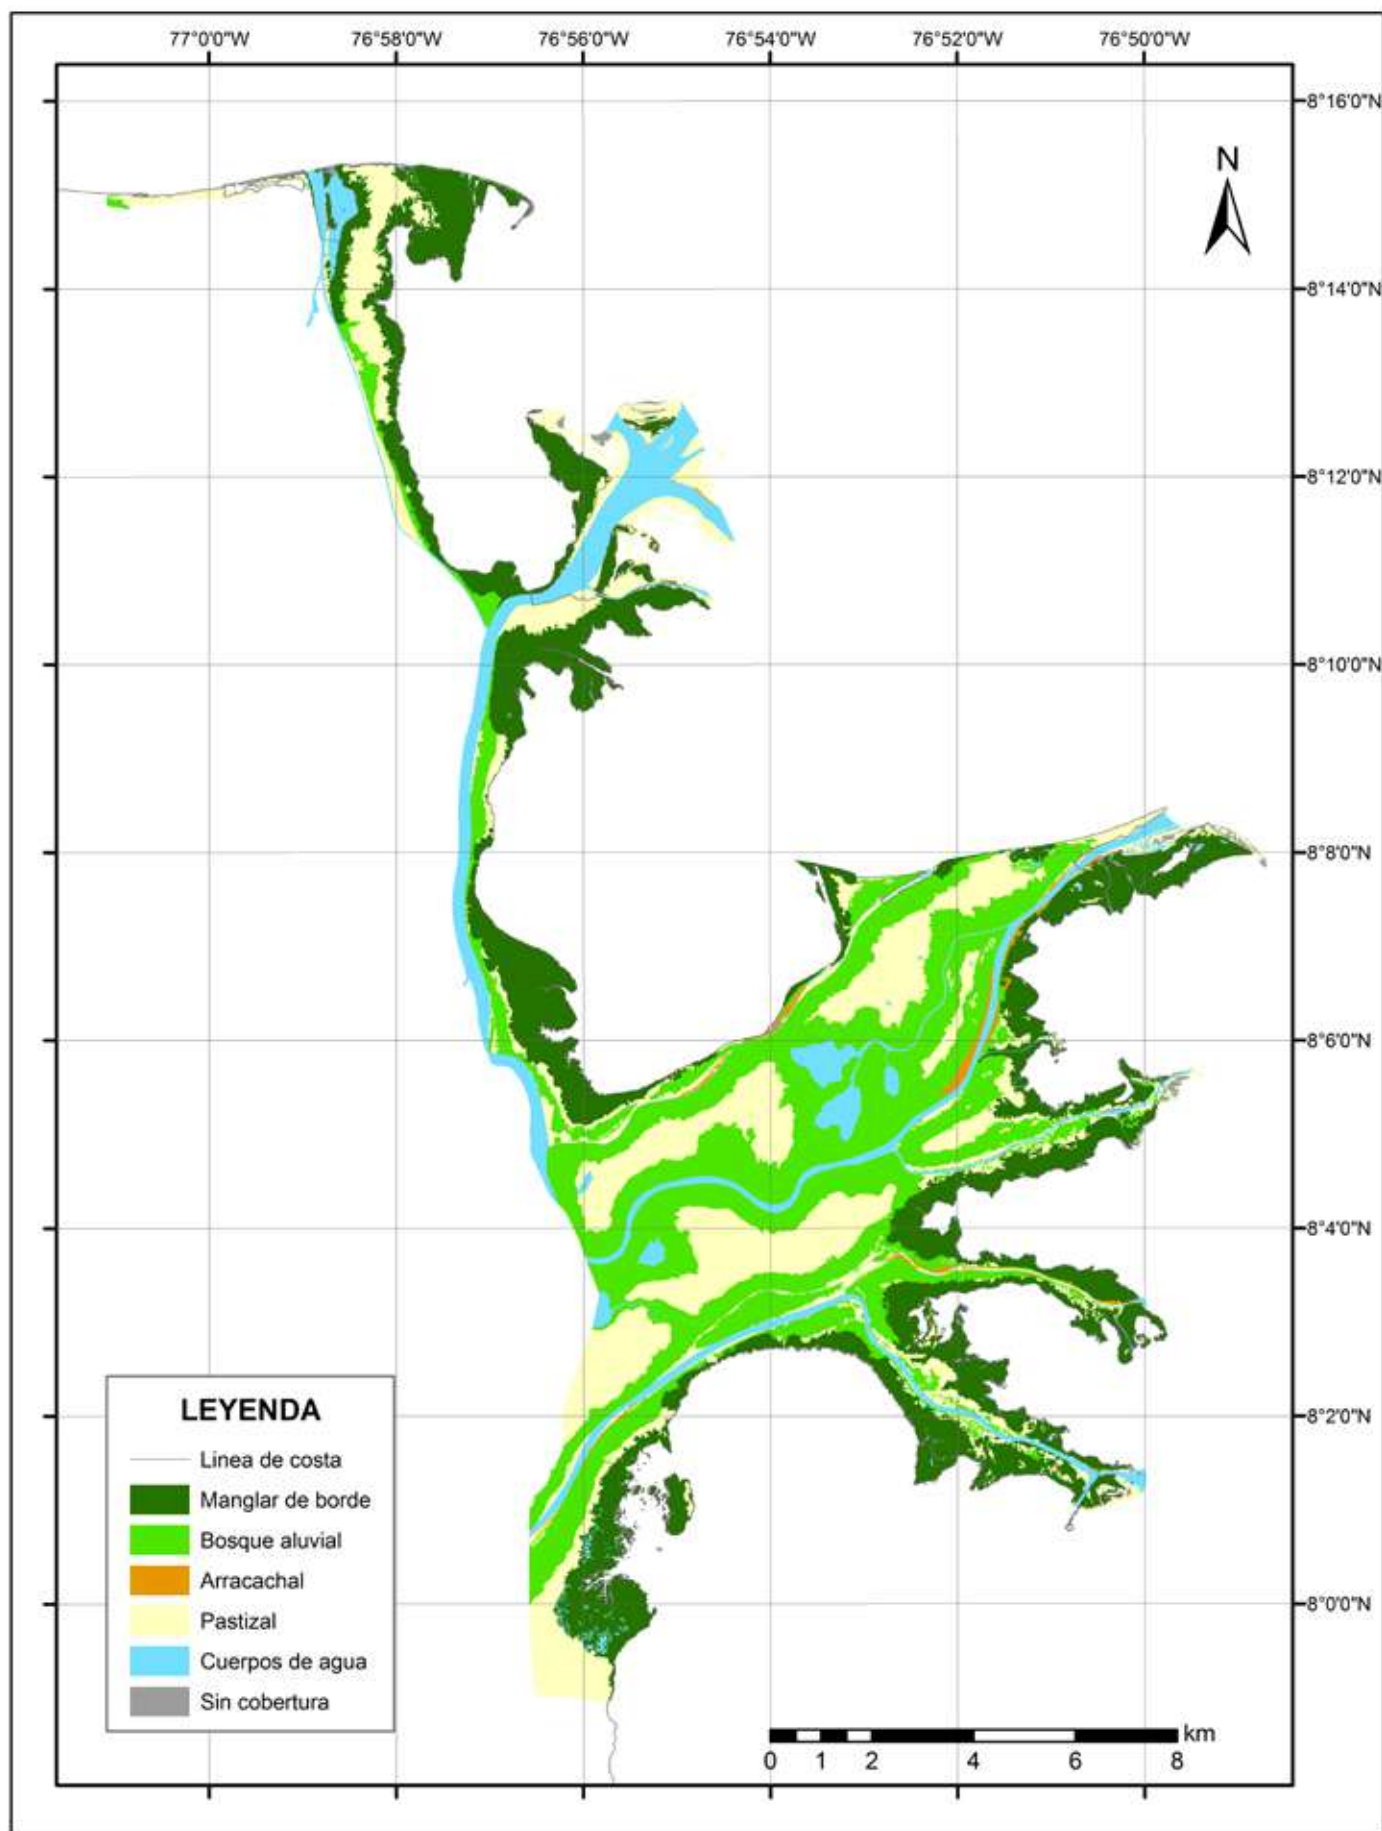 77°0'0"W 76°58'0"W 76°56'0"W 76°54'0"W 76°52'0"W 76°50'0"W
8°16'0"N
N
8°14'0"N
8°12'0"N
8°10'0"N
8°8'0"N
8°6'0"N
8°4'0"N
8°2'0"N
8°0'0"N
LEYENDA
Linea de costa
Manglar de borde
Bosque aluvial
Arracachal
Pastizal
Cuerpos de agua
Sin cobertura
km
0 1 2 4 6 8